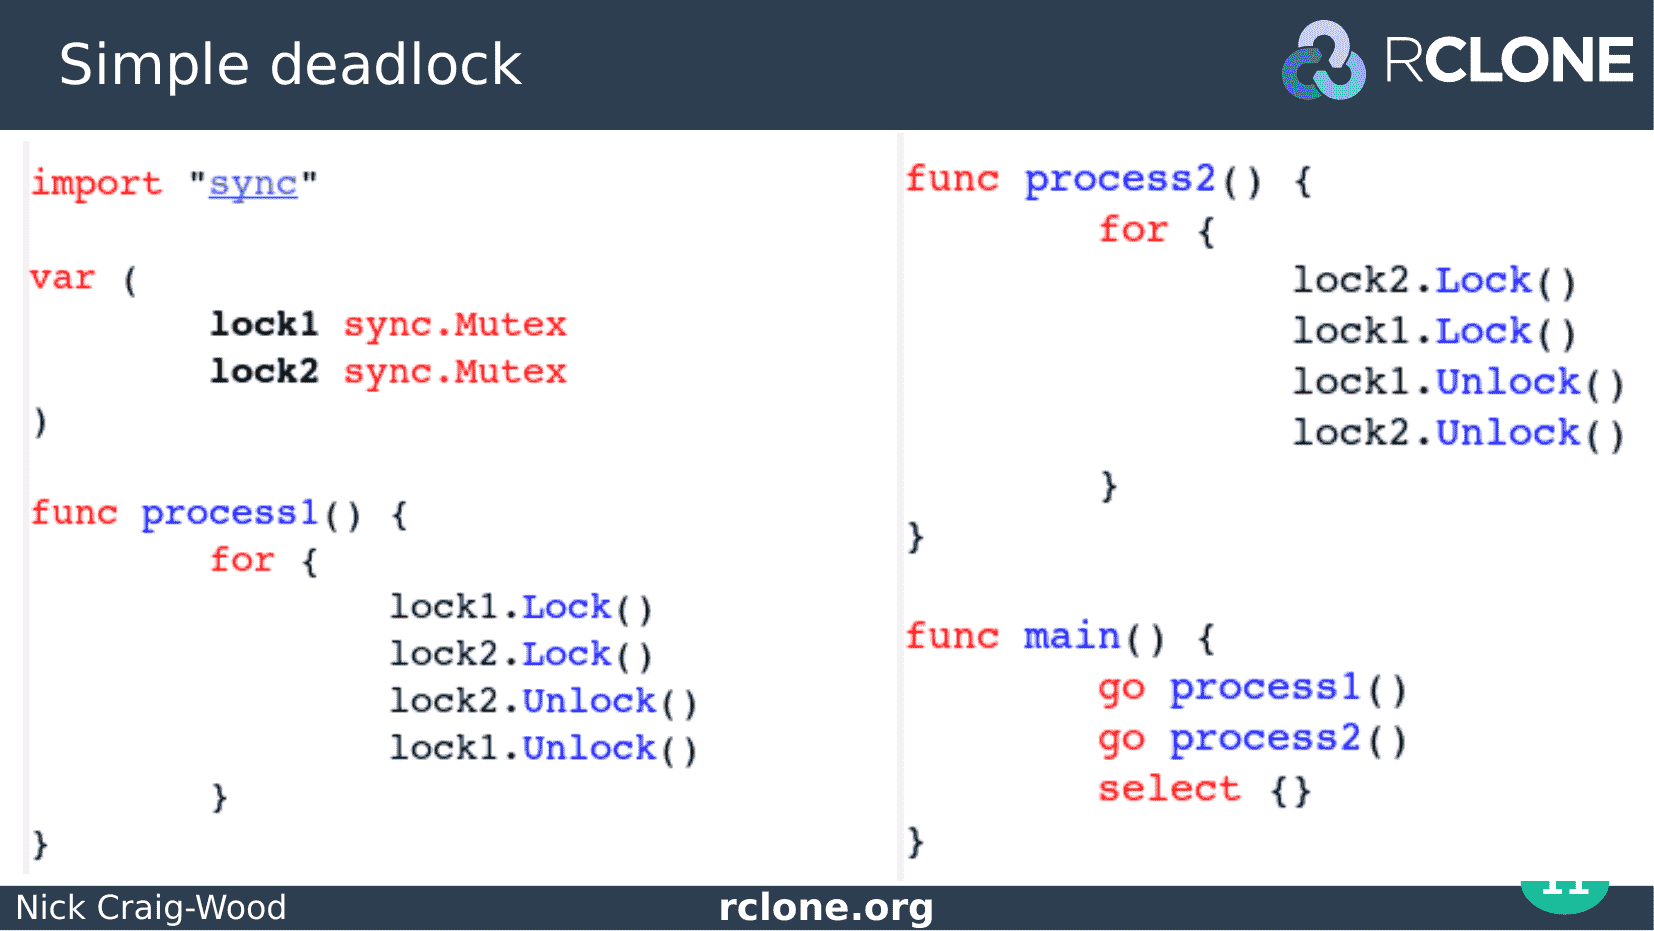 Simple deadlock
RCLONE
import "sync"
var (
lock1 sync.Mutex
lock2 sync.Mutex
)
func process1() {
for {
lock1.Lock()
lock2.Lock()
lock2.Unlock()
lock1.Unlock()
}
}
func process2() {
for {
lock2.Lock()
lock1.Lock()
lock1.Unlock()
lock2.Unlock()
}
}
func main() {
go process1()
go process2()
select {}
}
Nick Craig-Wood
rclone.org
11